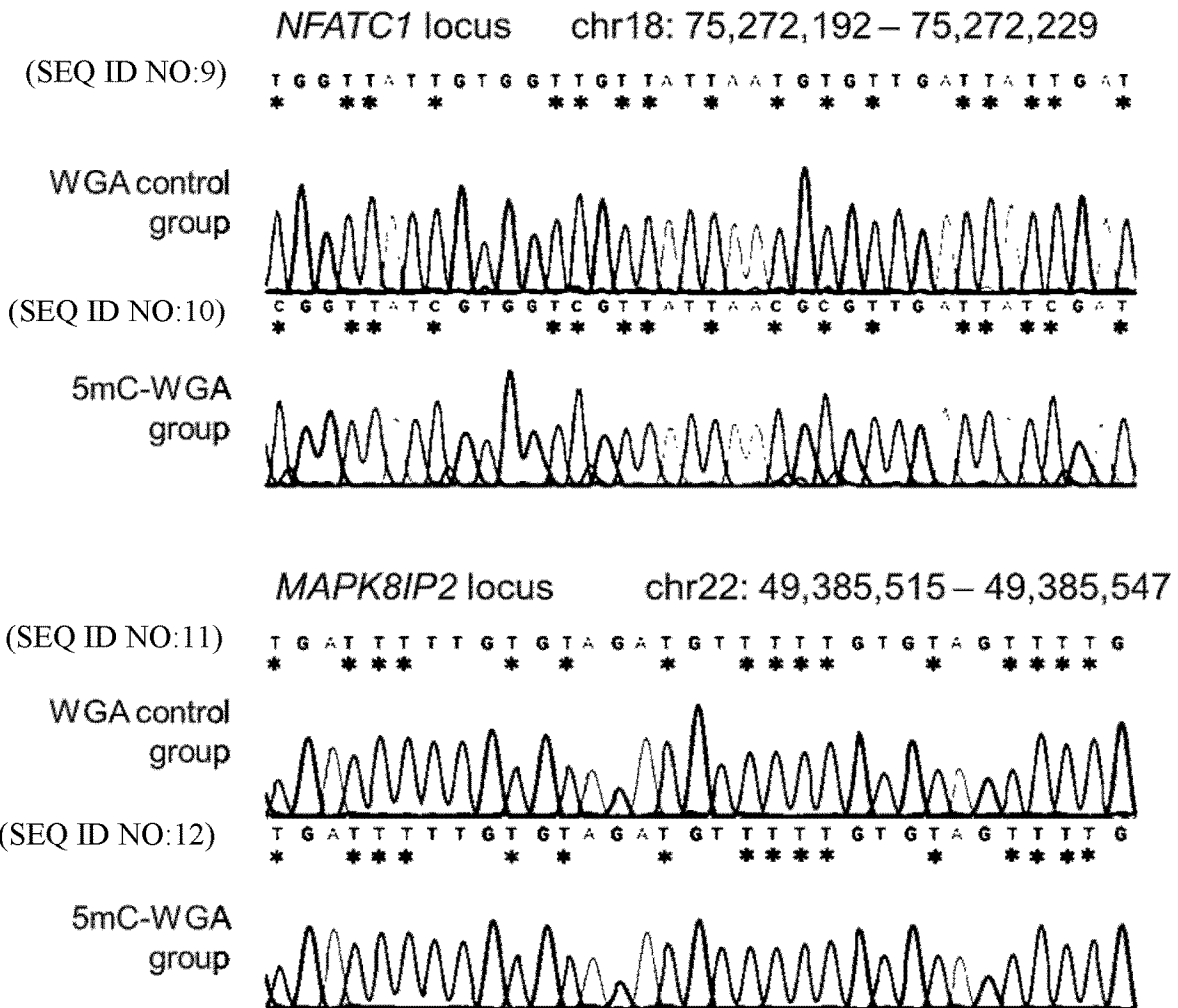 NFATC1 locus chr18: 75,272,192 – 75,272,229
(SEQ ID NO:9) T G G T T A T T G T G G T T G T T A T T A A T G T G T T G A T T A T T G A T
* * * * * * * * * * * * * * * * *
WGA control
group
(SEQ ID NO:10) C G G T T A T C G T G G T C G T T A T T A A C G C G T T G A T T A T C G A T
* * * * * * * * * * * * * * * * *
5mC-WGA
group
MAPK8IP2 locus chr22: 49,385,515 – 49,385,547
(SEQ ID NO:11) T G A T T T T T G T G T A G A T G T T T T T G T G T A G T T T T G
* * * * * * * * * * * * * * * *
WGA control
group
(SEQ ID NO:12) T G A T T T T T G T G T A G A T G T T T T T G T G T A G T T T T G
* * * * * * * * * * * * * * * *
5mC-WGA
group